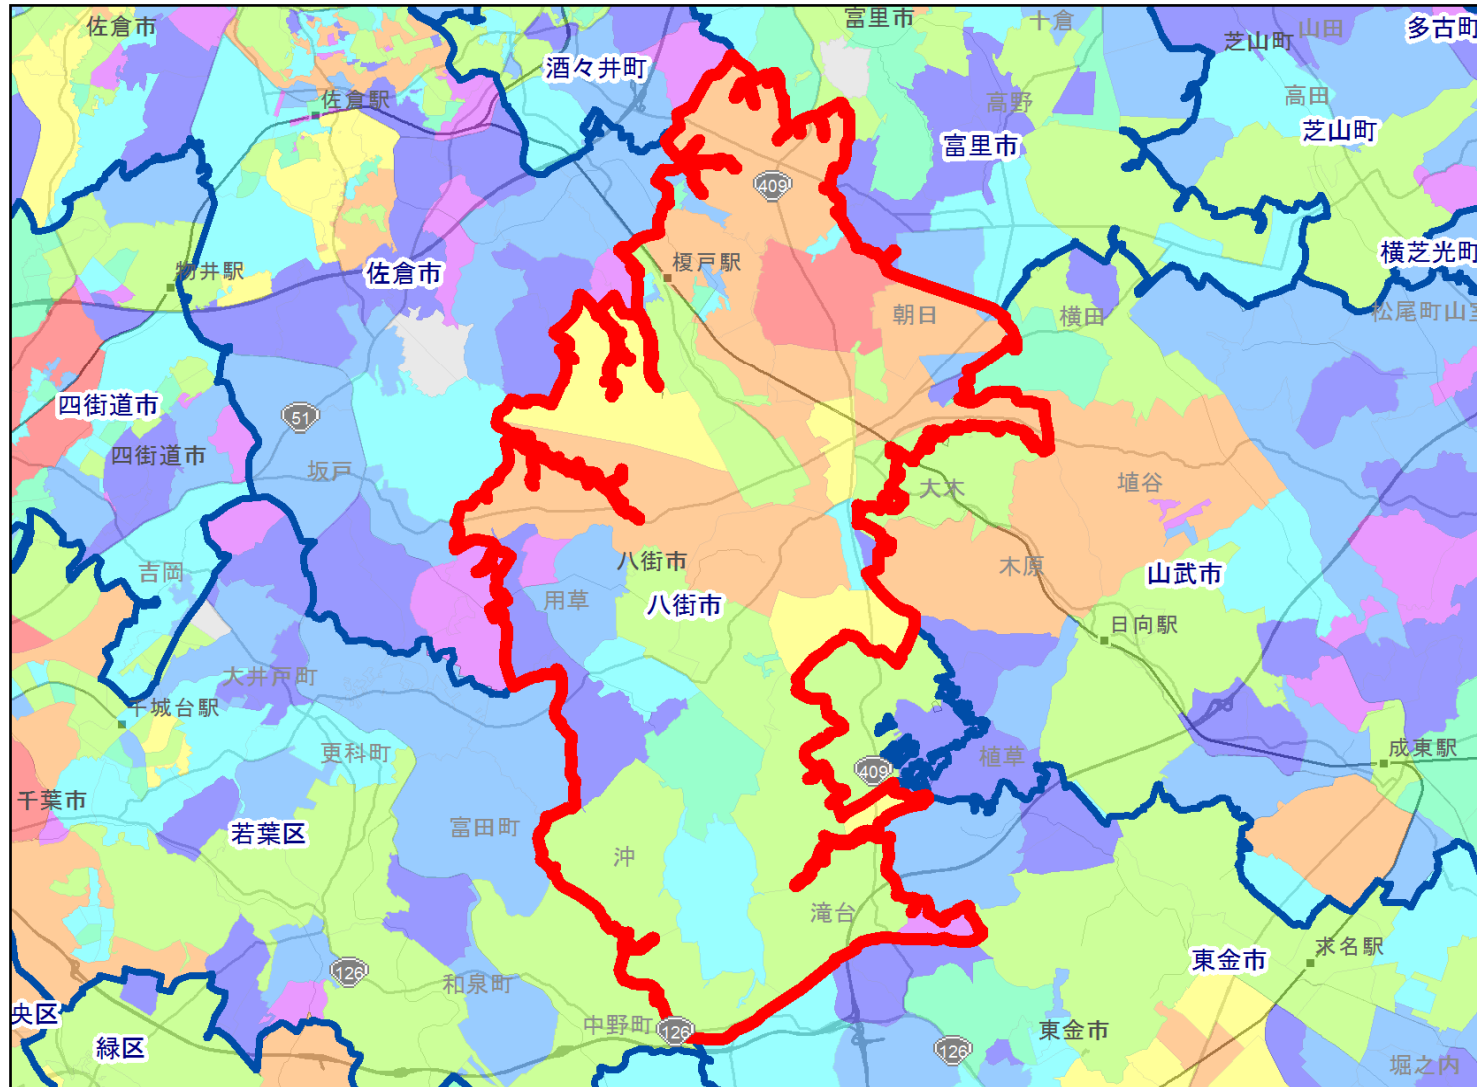 佐倉市
富里市
十倉
山田
多古町
芝山町
酒々井町
佐倉駅
高野
高田
芝山町
富里市
409
横芝光町
物井駅
佐倉市
榎戸駅
朝日
横田
松尾町山室
四街道市
51
四街道市
坂戸
大木
埴谷
吉岡
八街市
木原
山武市
用草
八街市
日向駅
大井戸町
千城台駅
更科町
植草
成東駅
409
千葉市
若葉区
富田町
沖
滝台
東金市
求名駅
126
和泉町
央区
中野町
126
東金市
緑区
126
堀之内